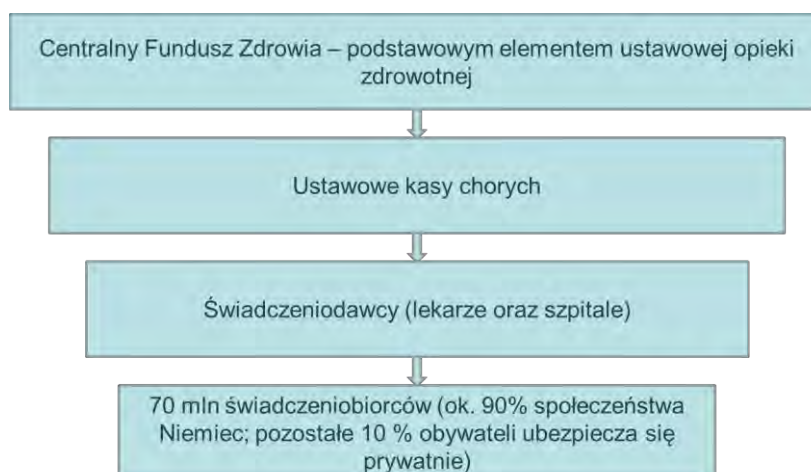 Centralny Fundusz Zdrowia – podstawowym elementem ustawowej opieki
zdrowotnej
Ustawowe kasy chorych
Świadczeniodawcy (lekarze oraz szpitale)
70 mln świadczeniobiorców (ok. 90% społeczeństwa
Niemiec; pozostałe 10 % obywateli ubezpiecza się
prywatnie)